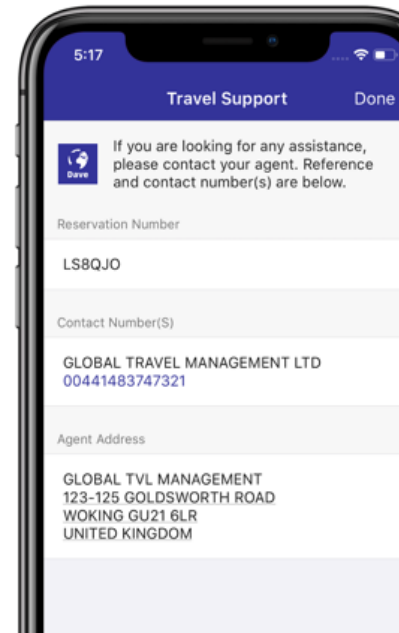 5:17
Travel Support
Done
Dave
If you are looking for any assistance,
please contact your agent. Reference
and contact number(s) are below.
Reservation Number
LS8QJO
Contact Number(S)
GLOBAL TRAVEL MANAGEMENT LTD
00441483747321
Agent Address
GLOBAL TVL MANAGEMENT
123-125 GOLDSWORTH ROAD
WOKING GU21 6LR
UNITED KINGDOM